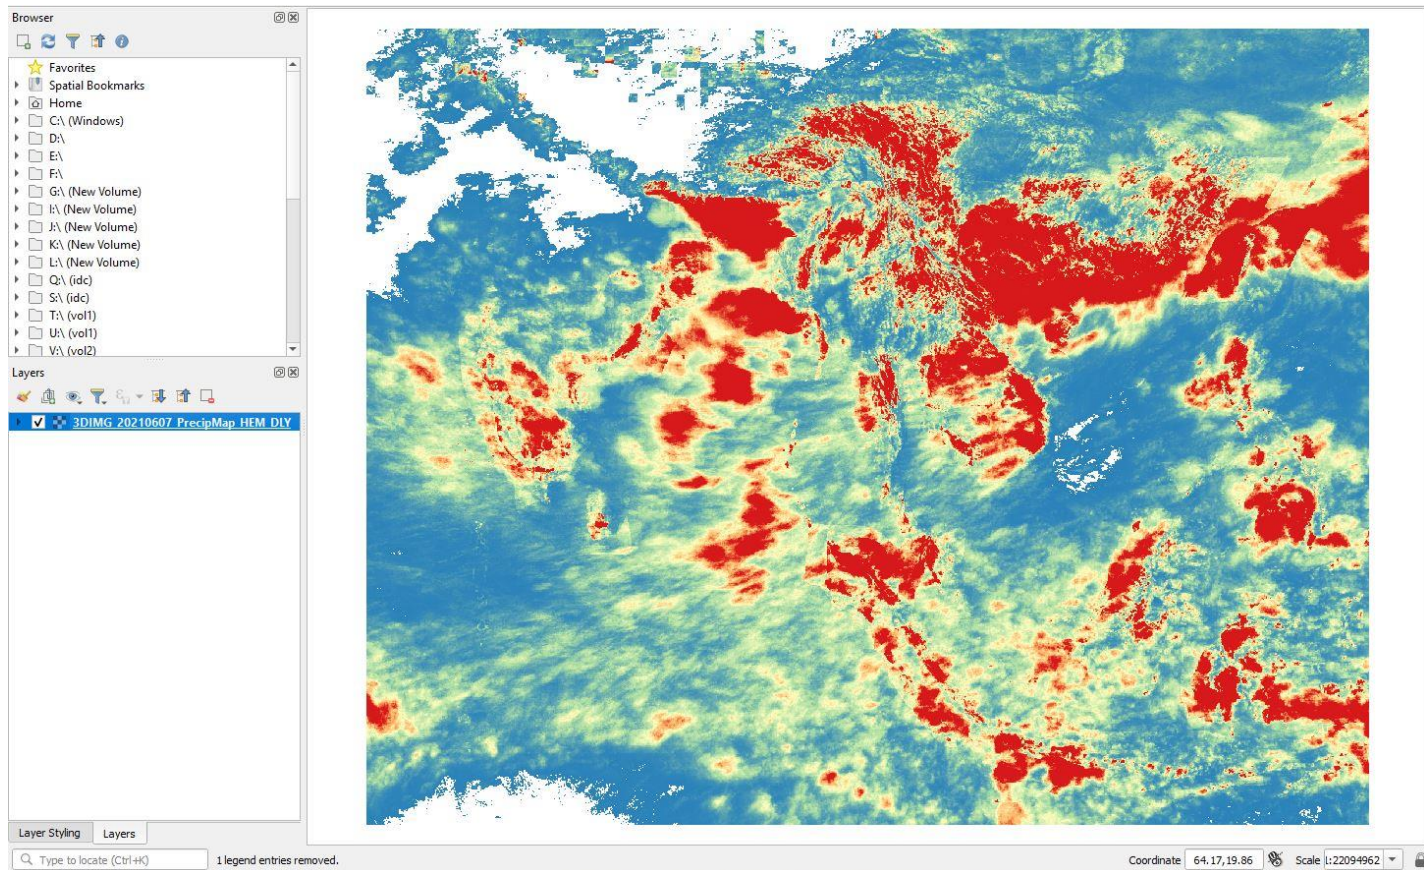 Browser
Favorites
Spatial Bookmarks
Home
C:\ (Windows)
D:\
E:\
F:\
G:\ (New Volume)
I:\ (New Volume)
J:\ (New Volume)
K:\ (New Volume)
L:\ (New Volume)
Q:\ (idc)
S:\ (idc)
T:\ (vol1)
U:\ (vol1)
V:\ (vol2)
Layers
3DIMG_20210607_PrecipMap_HEM_DLY
Layer Styling Layers
Type to locate (Ctrl+K) 1 legend entries removed. Coordinate 64.17,19.86 Scale 1:22094962